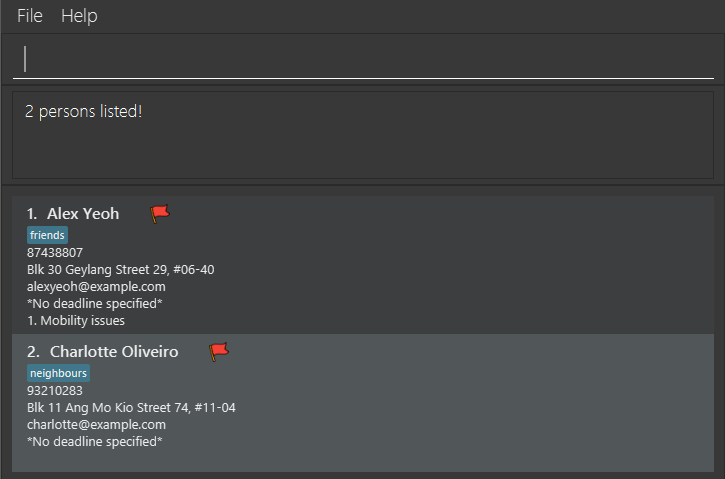 File Help
2 persons listed!
1. Alex Yeoh
friends
87438807
Blk 30 Geylang Street 29, #06-40
alexyeoh@example.com
*No deadline specified*
1. Mobility issues
2. Charlotte Oliveiro
neighbours
93210283
Blk 11 Ang Mo Kio Street 74, #11-04
charlotte@example.com
*No deadline specified*